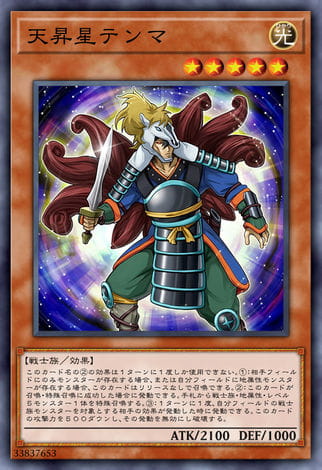 天昇星テンマ
光
【戦士族／効果】
このカード名の②の効果は１ターンに１度しか使用できない。①：相手フィールド
にのみモンスターが存在する場合、または自分フィールドに地属性モンスタ
ーが存在する場合、このカードはリリースなしで召喚できる。②：このカードが
召喚・特殊召喚に成功した場合に発動できる。手札から戦士族・地属性・レベル
５モンスター１体を特殊召喚する。③：１ターンに１度、自分フィールドの戦士
族モンスターを対象とする相手の効果が発動した時に発動できる。このカード
の攻撃力を５００ダウンし、その発動を無効にし破壊する。
ATK/2100 DEF/1000
33837653